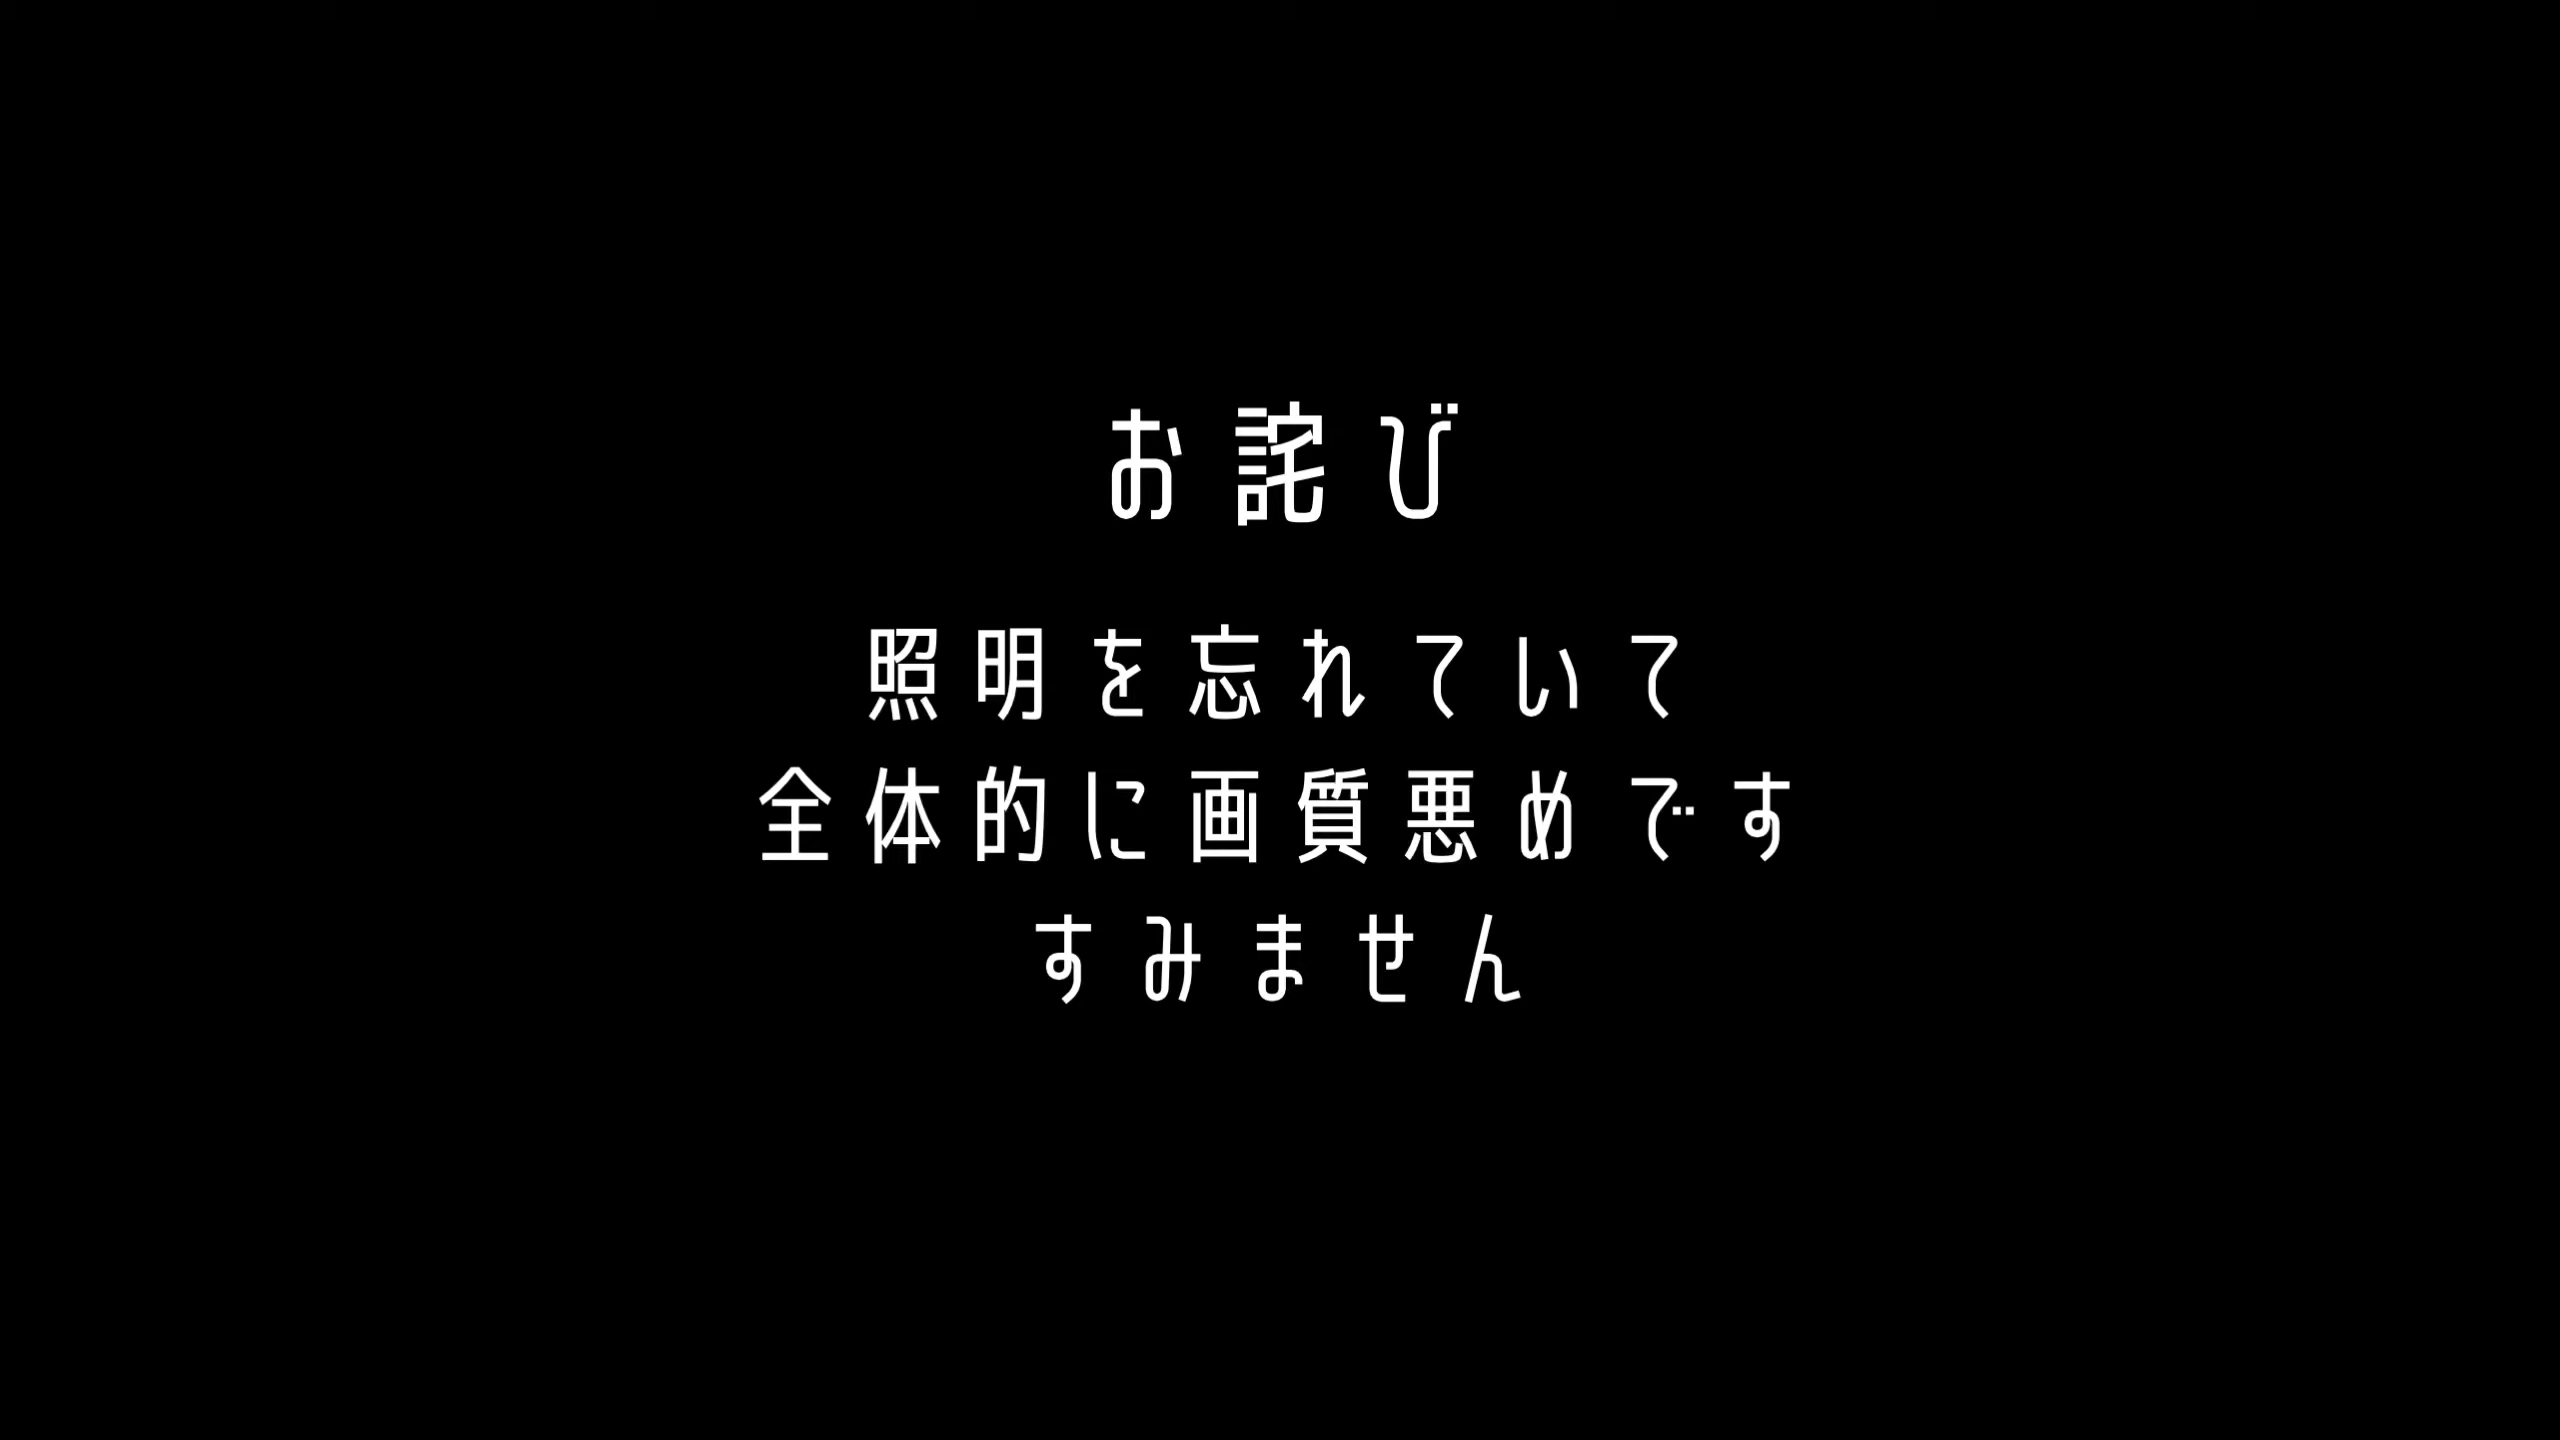 お詫び
照明を忘れていて
全体的に画質悪めです
すみません